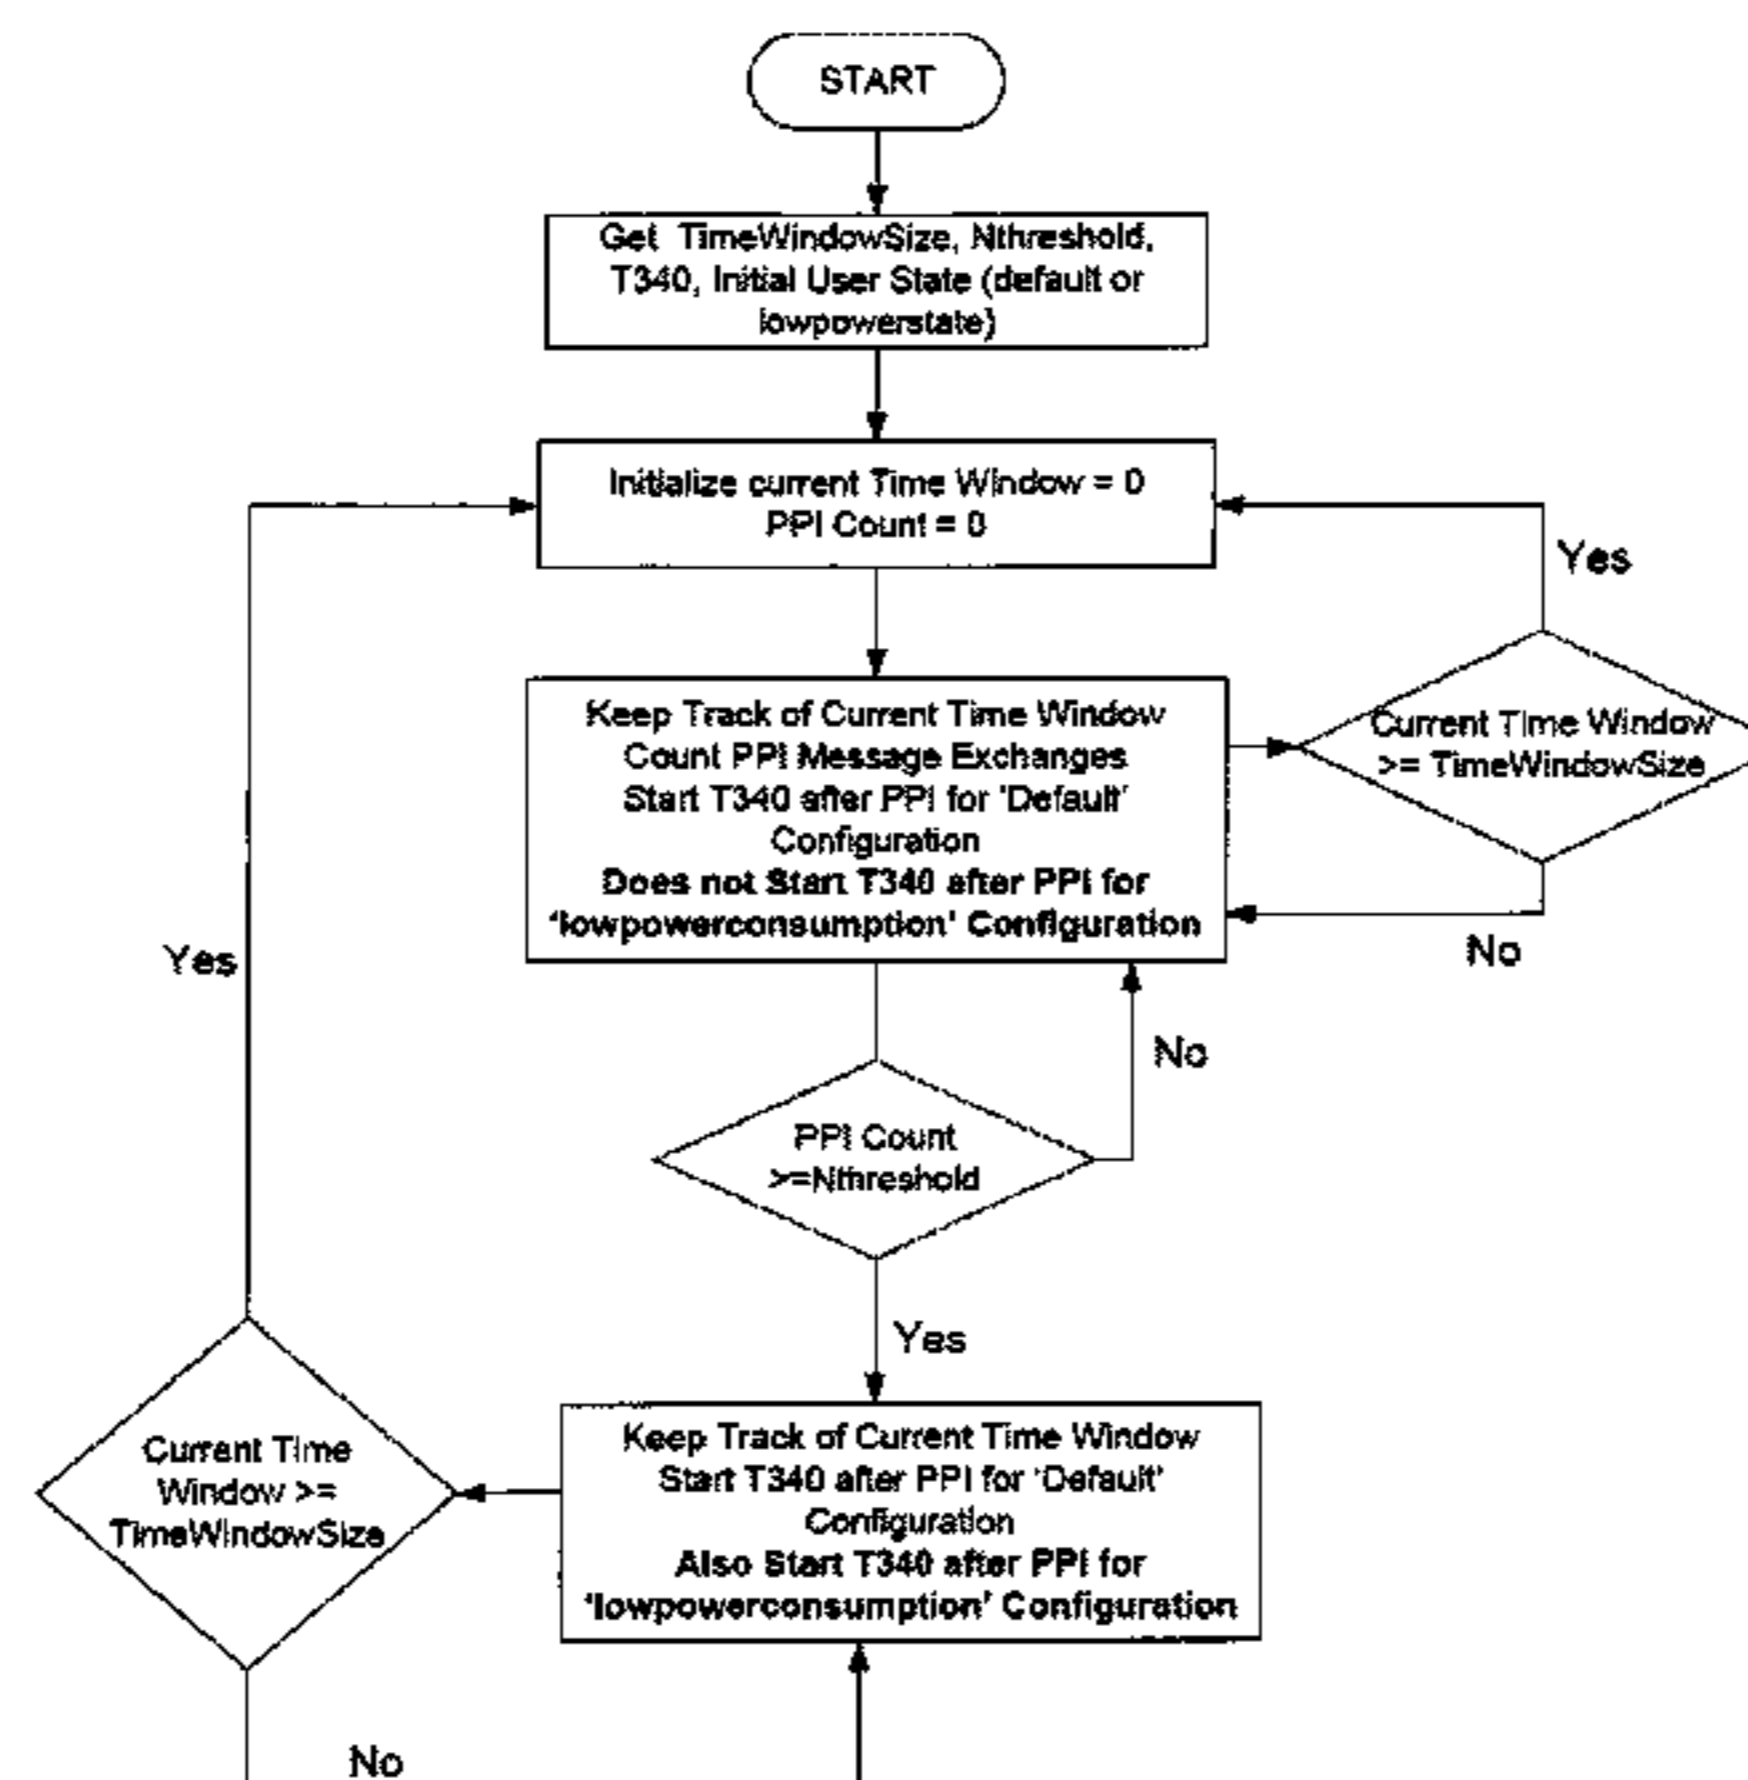 START
Get TimeWindowSize, Nthreshold,
T340, Initial User State (default or
lowpowerstate)
Initialize current Time Window = 0
PPI Count = 0
Yes
Keep Track of Current Time Window
Count PPI Message Exchanges
Start T340 after PPI for 'Default'
Configuration
Does not Start T340 after PPI for
'lowpowerconsumption' Configuration
Current Time Window
>= TimeWindowSize
No
Yes
No
PPI Count
>=Nthreshold
Yes
Current Time
Window >=
TimeWindowSize
Keep Track of Current Time Window
Start T340 after PPI for 'Default'
Configuration
Also Start T340 after PPI for
'lowpowerconsumption' Configuration
No